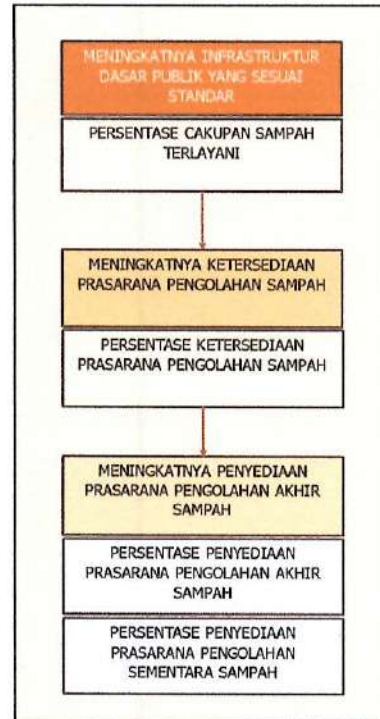 MENINGKATNYA INFRASTRUKTUR
DASAR PUBLIK YANG SESUAI
STANDAR
PERSENTASE CAKUPAN SAMPAH
TERLAYANI
MENINGKATNYA KETERSEDIAAN
PRASARANA PENGOLAHAN SAMPAH
PERSENTASE KETERSEDIAAN
PRASARANA PENGOLAHAN SAMPAH
MENINGKATNYA PENYEDIAAN
PRASARANA PENGOLAHAN AKHIR
SAMPAH
PERSENTASE PENYEDIAAN
PRASARANA PENGOLAHAN AKHIR
SAMPAH
PERSENTASE PENYEDIAAN
PRASARANA PENGOLAHAN
SEMENTARA SAMPAH